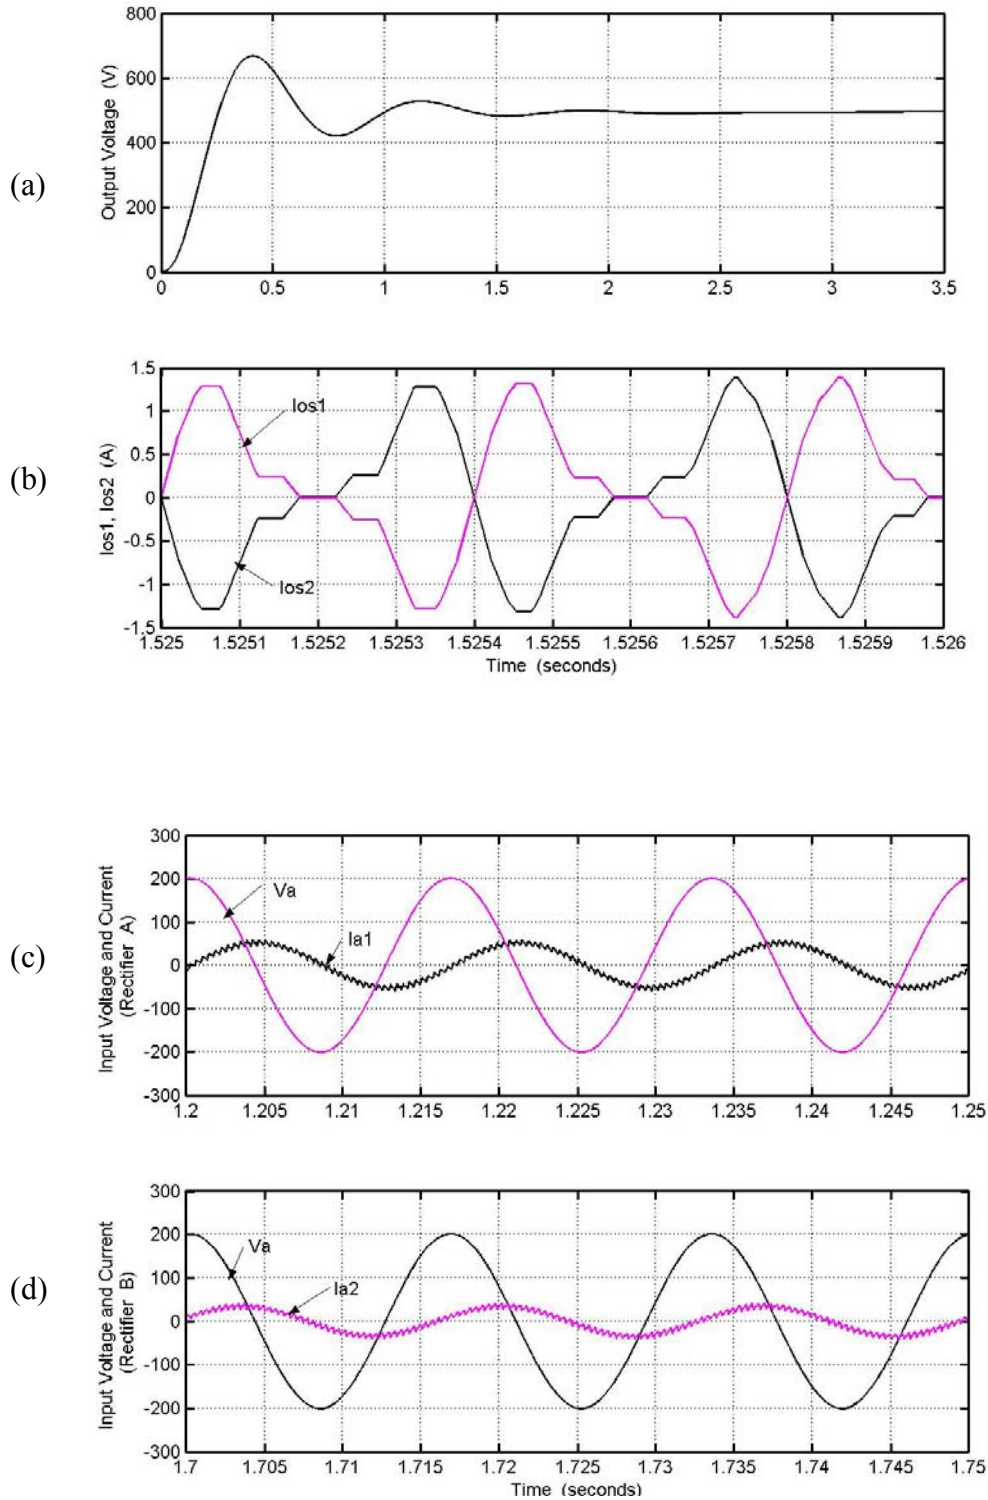 (a)
Output Voltage (V)
800
600
400
200
0
0 0.5 1 1.5 2 2.5 3 3.5
(b)
Ios1, Ios2 (A)
1.5
1
0.5
0
-0.5
-1
-1.5
Ios1
Ios2
1.525 1.5251 1.5252 1.5253 1.5254 1.5255 1.5256 1.5257 1.5258 1.5259 1.526
Time (seconds)
(c)
Input Voltage and Current
(Rectifier A)
300
200
100
0
-100
-200
-300
Va
Ia1
1.2 1.205 1.21 1.215 1.22 1.225 1.23 1.235 1.24 1.245 1.25
(d)
Input Voltage and Current
(Rectifier B)
300
200
100
0
-100
-200
-300
Va
Ia2
1.7 1.705 1.71 1.715 1.72 1.725 1.73 1.735 1.74 1.745 1.75
Time (seconds)